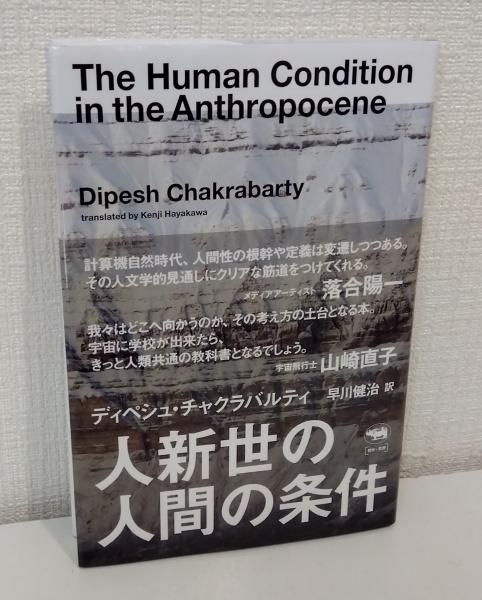 The Human Condition
in the Anthropocene
Dipesh Chakrabarty
translated by Kenji Hayakawa
計算機自然時代、人間性の根幹や定義は変遷しつつある。
その人文学的見通しにクリアな筋道をつけてくれる。
メディアアーティスト 落合陽一
我々はどこへ向かうのか、その考え方の土台となる本。
宇宙に学校が出来たら、
きっと人類共通の教科書となるでしょう。
宇宙飛行士 山崎直子
ディペシュ・チャクラバルティ 早川健治 訳
人新世の
人間の条件